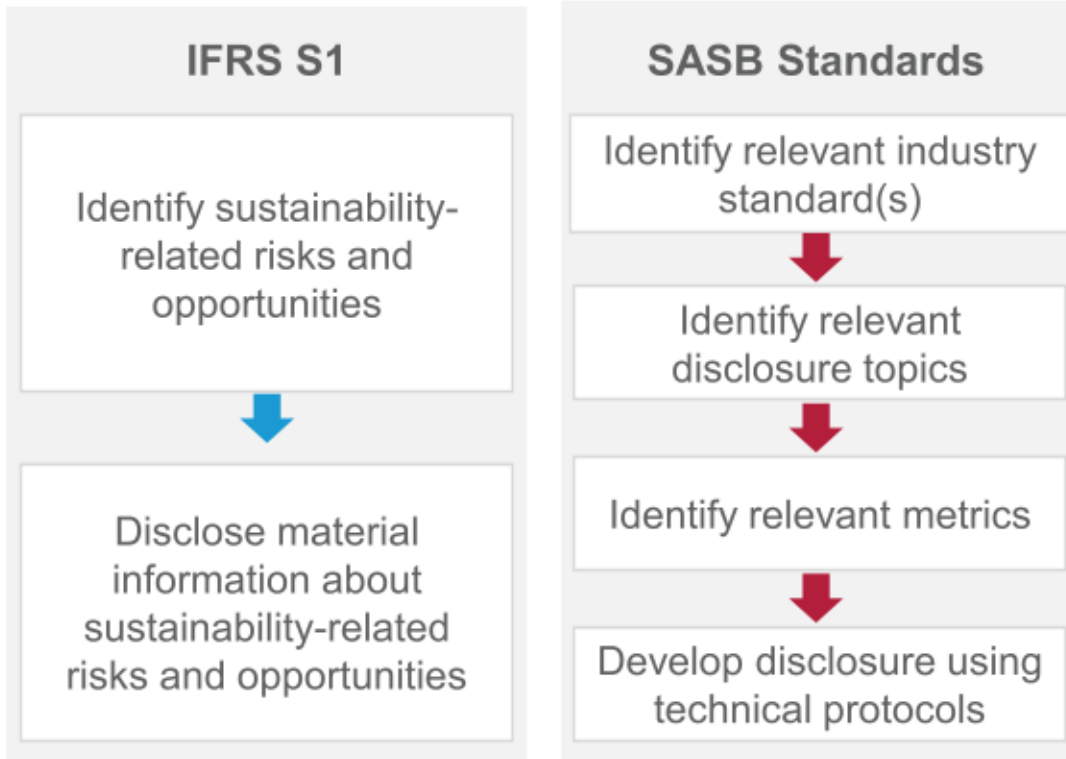 IFRS S1
Identify sustainability-
related risks and
opportunities
Disclose material
information about
sustainability-related
risks and opportunities
SASB Standards
Identify relevant industry
standard(s)
Identify relevant
disclosure topics
Identify relevant metrics
Develop disclosure using
technical protocols